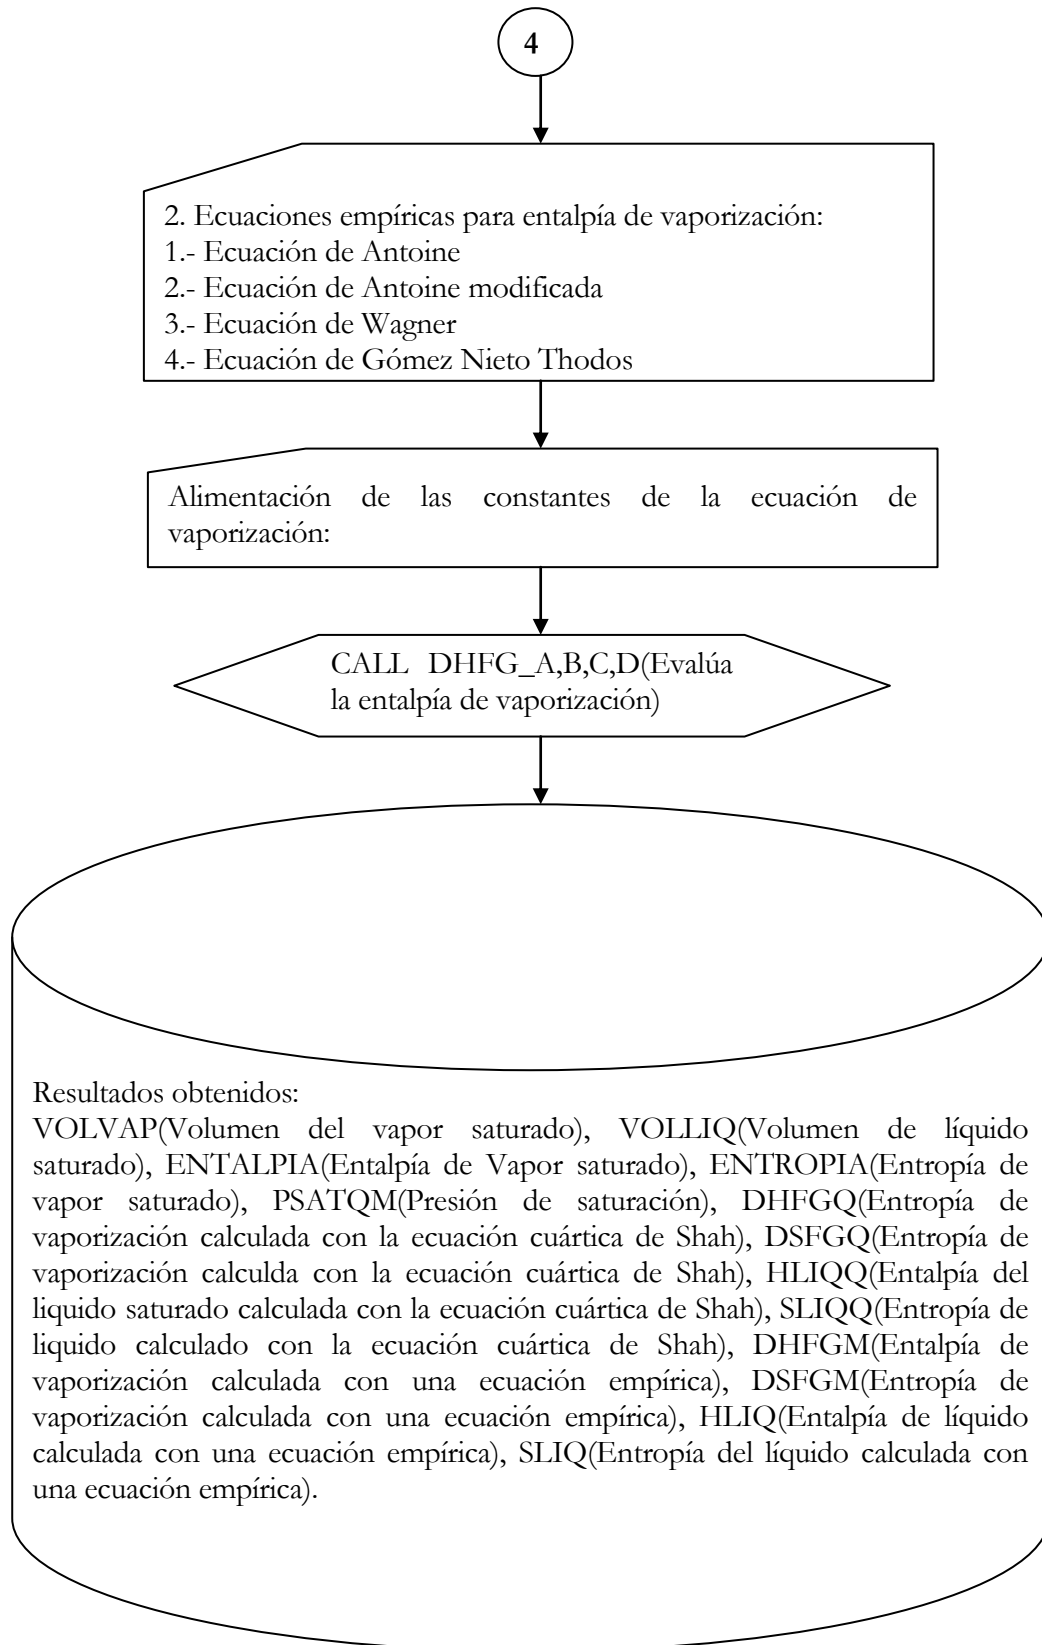 4
2. Ecuaciones empíricas para entalpía de vaporización:
1.- Ecuación de Antoine
2.- Ecuación de Antoine modificada
3.- Ecuación de Wagner
4.- Ecuación de Gómez Nieto Thodos
Alimentación de las constantes de la ecuación de
vaporización:
CALL DHFG_A,B,C,D(Evalúa
la entalpía de vaporización)
Resultados obtenidos:
VOLVAP(Volumen del vapor saturado), VOLLIQ(Volumen de líquido
saturado), ENTALPIA(Entalpía de Vapor saturado), ENTROPIA(Entropía de
vapor saturado), PSATQM(Presión de saturación), DHFGQ(Entropía de
vaporización calculada con la ecuación cuártica de Shah), DSFGQ(Entropía de
vaporización calculda con la ecuación cuártica de Shah), HLIQQ(Entalpía del
liquido saturado calculada con la ecuación cuártica de Shah), SLIQQ(Entropía de
liquido calculado con la ecuación cuártica de Shah), DHFGM(Entalpía de
vaporización calculada con una ecuación empírica), DSFGM(Entropía de
vaporización calculada con una ecuación empírica), HLIQ(Entalpía de líquido
calculada con una ecuación empírica), SLIQ(Entropía del líquido calculada con
una ecuación empírica).